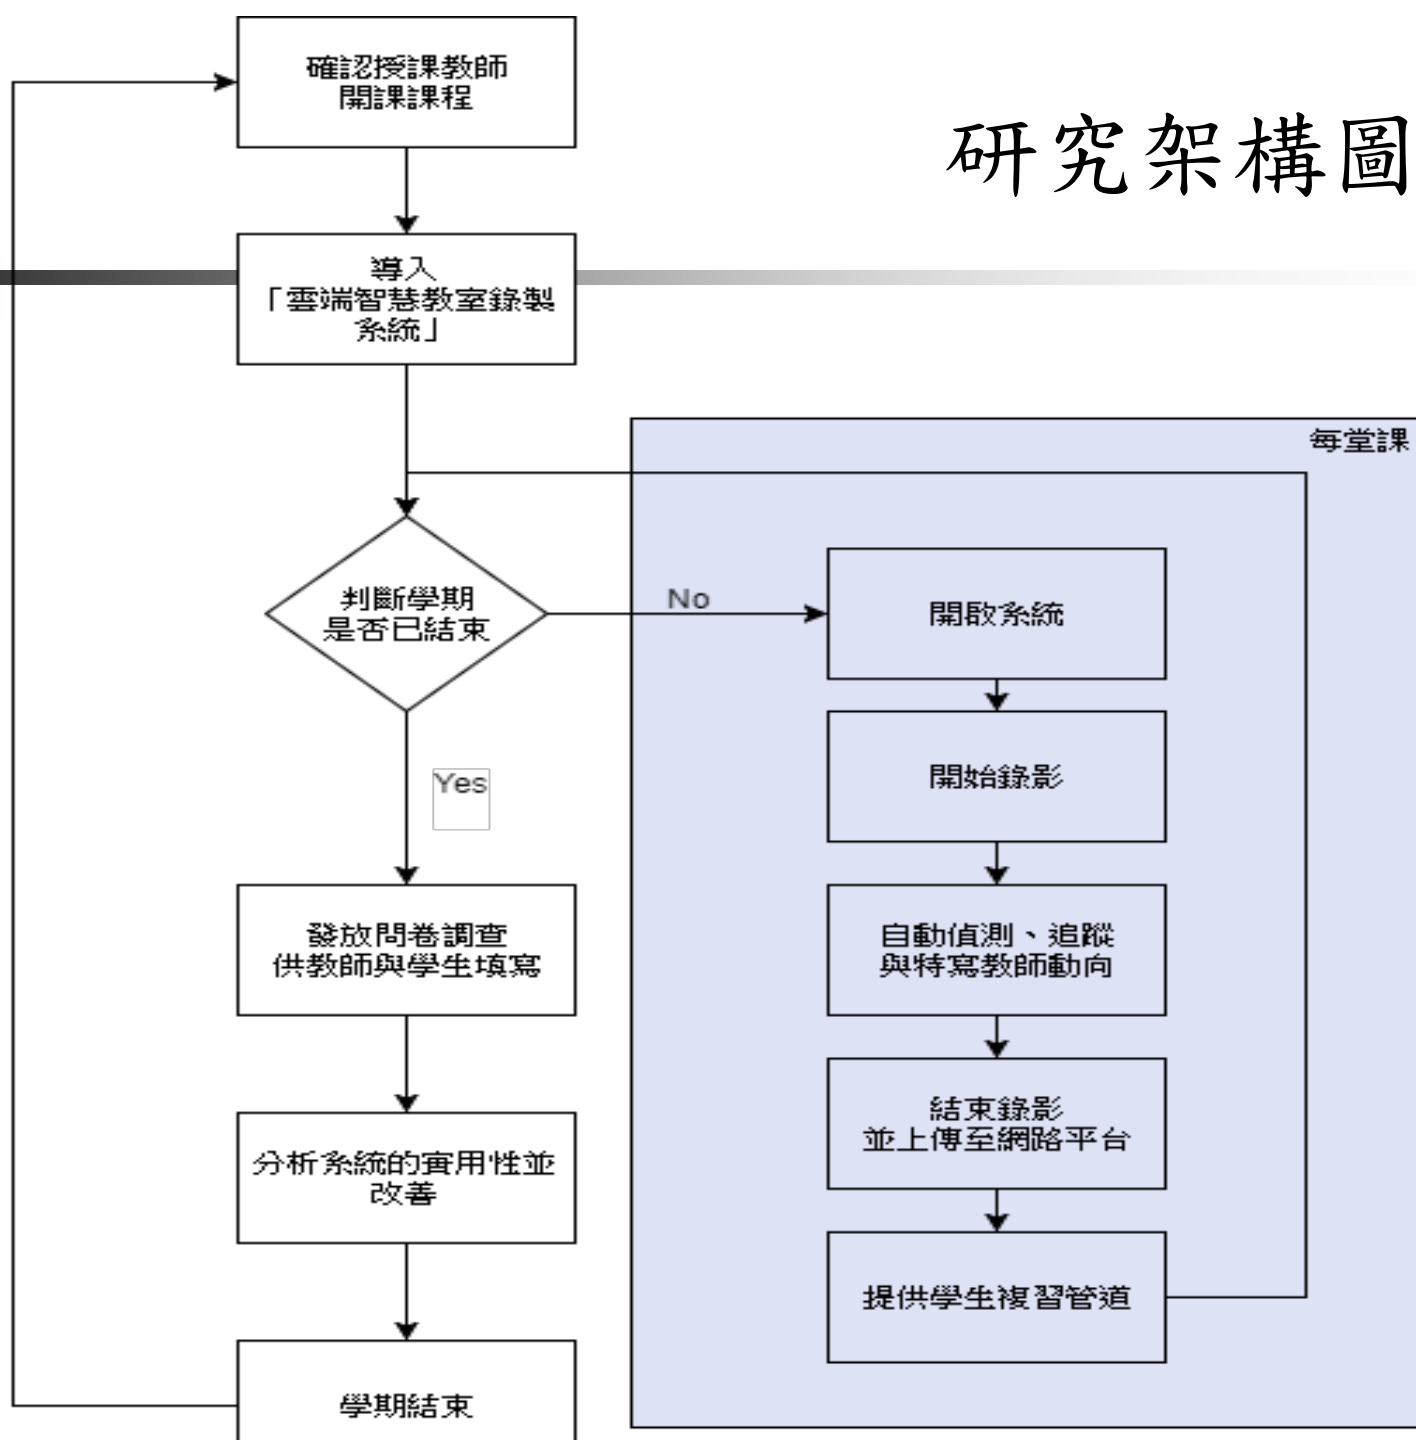 研究架構圖
確認授課教師
開課課程
導入
「雲端智慧教室錄製
系統」
每堂課
判斷學期
是否已結束
No
Yes
開啟系統
開始錄影
自動偵測、追蹤
與特寫教師動向
結束錄影
並上傳至網路平台
提供學生複習管道
發放問卷調查
供教師與學生填寫
分析系統的實用性並
改善
學期結束